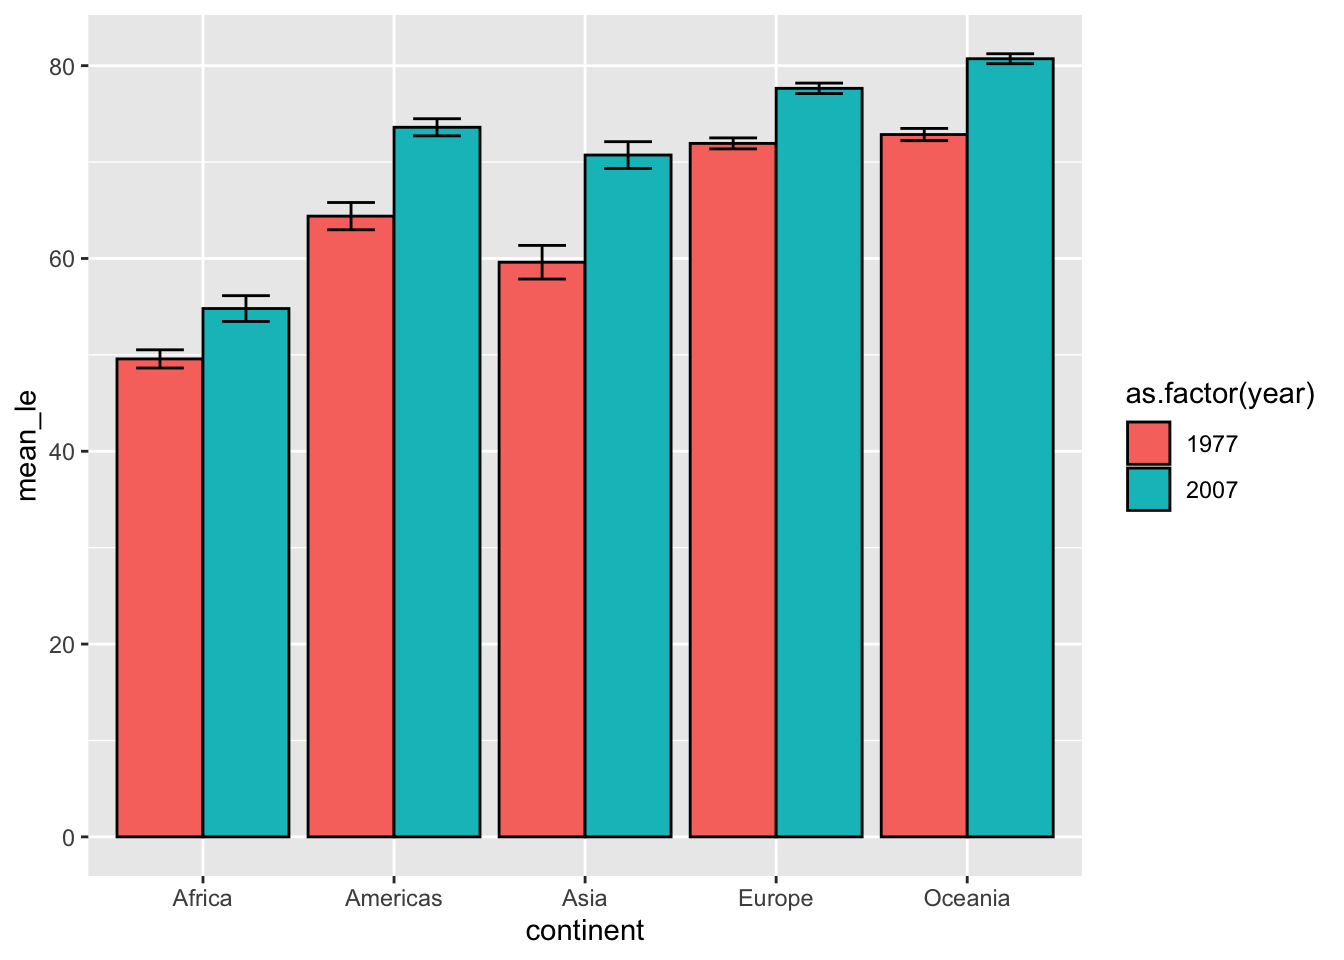 80
60
40
20
0
mean_le
Africa
Americas
Asia
Europe
Oceania
continent
as.factor(year)
1977
2007